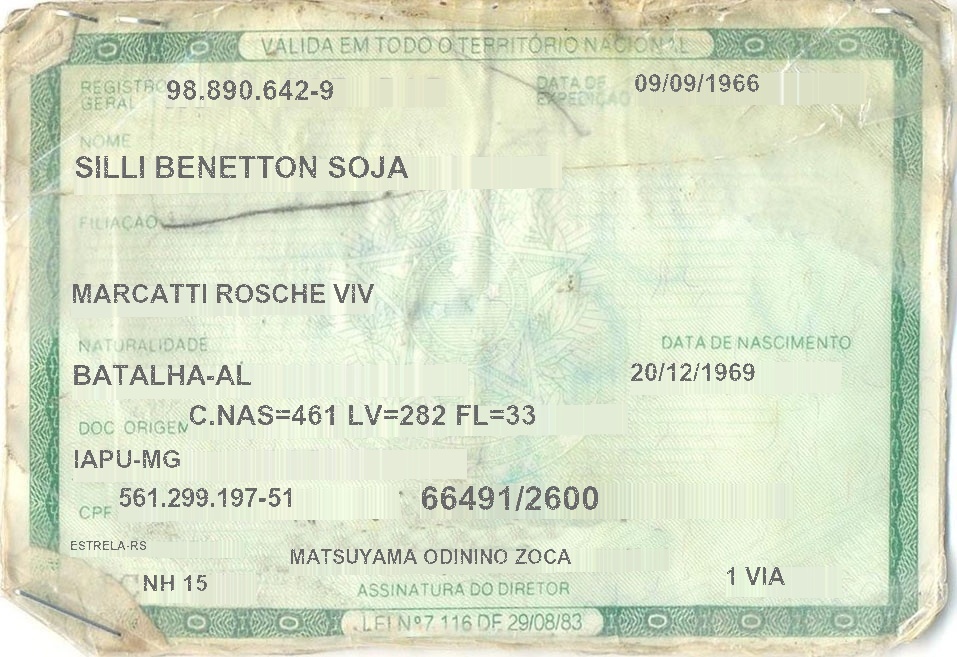 VÁLIDA EM TODO O TERRITÓRIO NACIONAL
REGISTRO GERAL 98.890.642-9 DATA DE EXPEDIÇÃO 09/09/1966
NOME
SILLI BENETTON SOJA
FILIAÇÃO
MARCATTI ROSCHE VIV
NATURALIDADE DATA DE NASCIMENTO
BATALHA-AL 20/12/1969
DOC ORIGEM C.NAS=461 LV=282 FL=33
IAPU-MG
CPF 561.299.197-51 66491/2600
ESTRELA-RS
MATSUYAMA ODININO ZOCA
NH 15 1 VIA
ASSINATURA DO DIRETOR
LEI Nº 7.116 DE 29/08/83